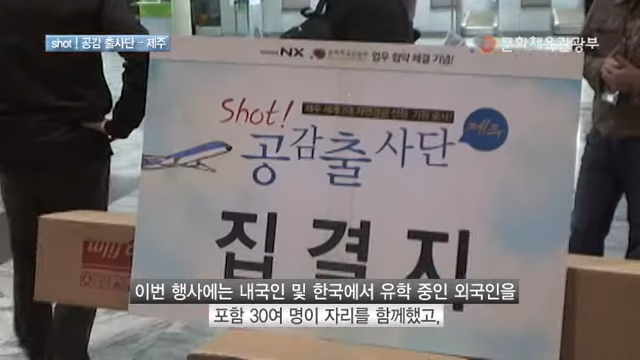 shot ! 공감 출사단 - 제주
문화체육관광부
NX
업무 협약 체결 기념!
Shot!
제주
공감출사단
집결지
film
이번 행사에는 내국인 및 한국에서 유학 중인 외국인을
포함 30여 명이 자리를 함께했고,